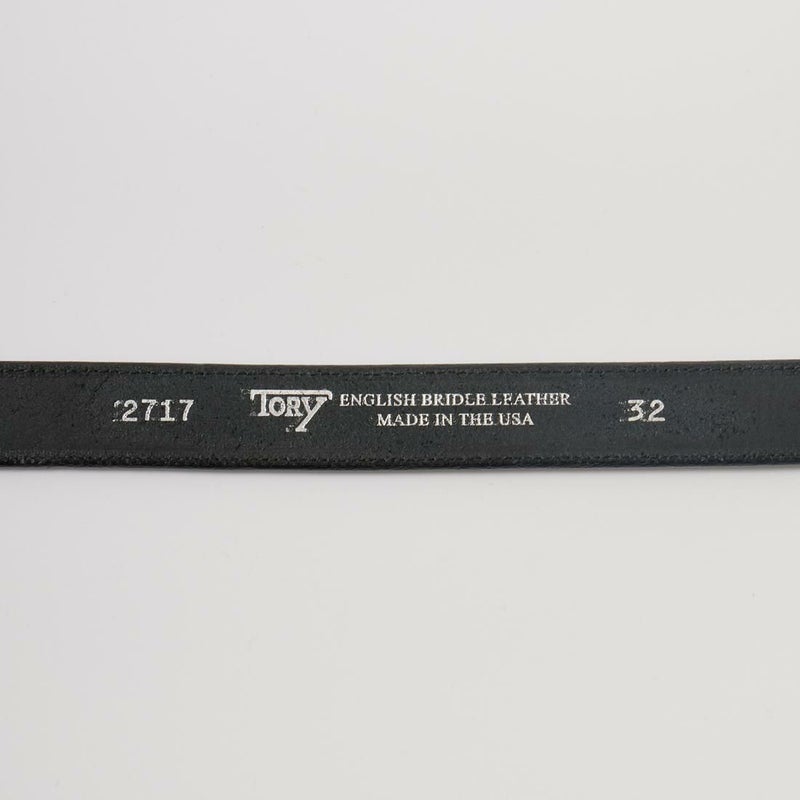 2717 TORY ENGLISH BRIDLE LEATHER 32
MADE IN THE USA